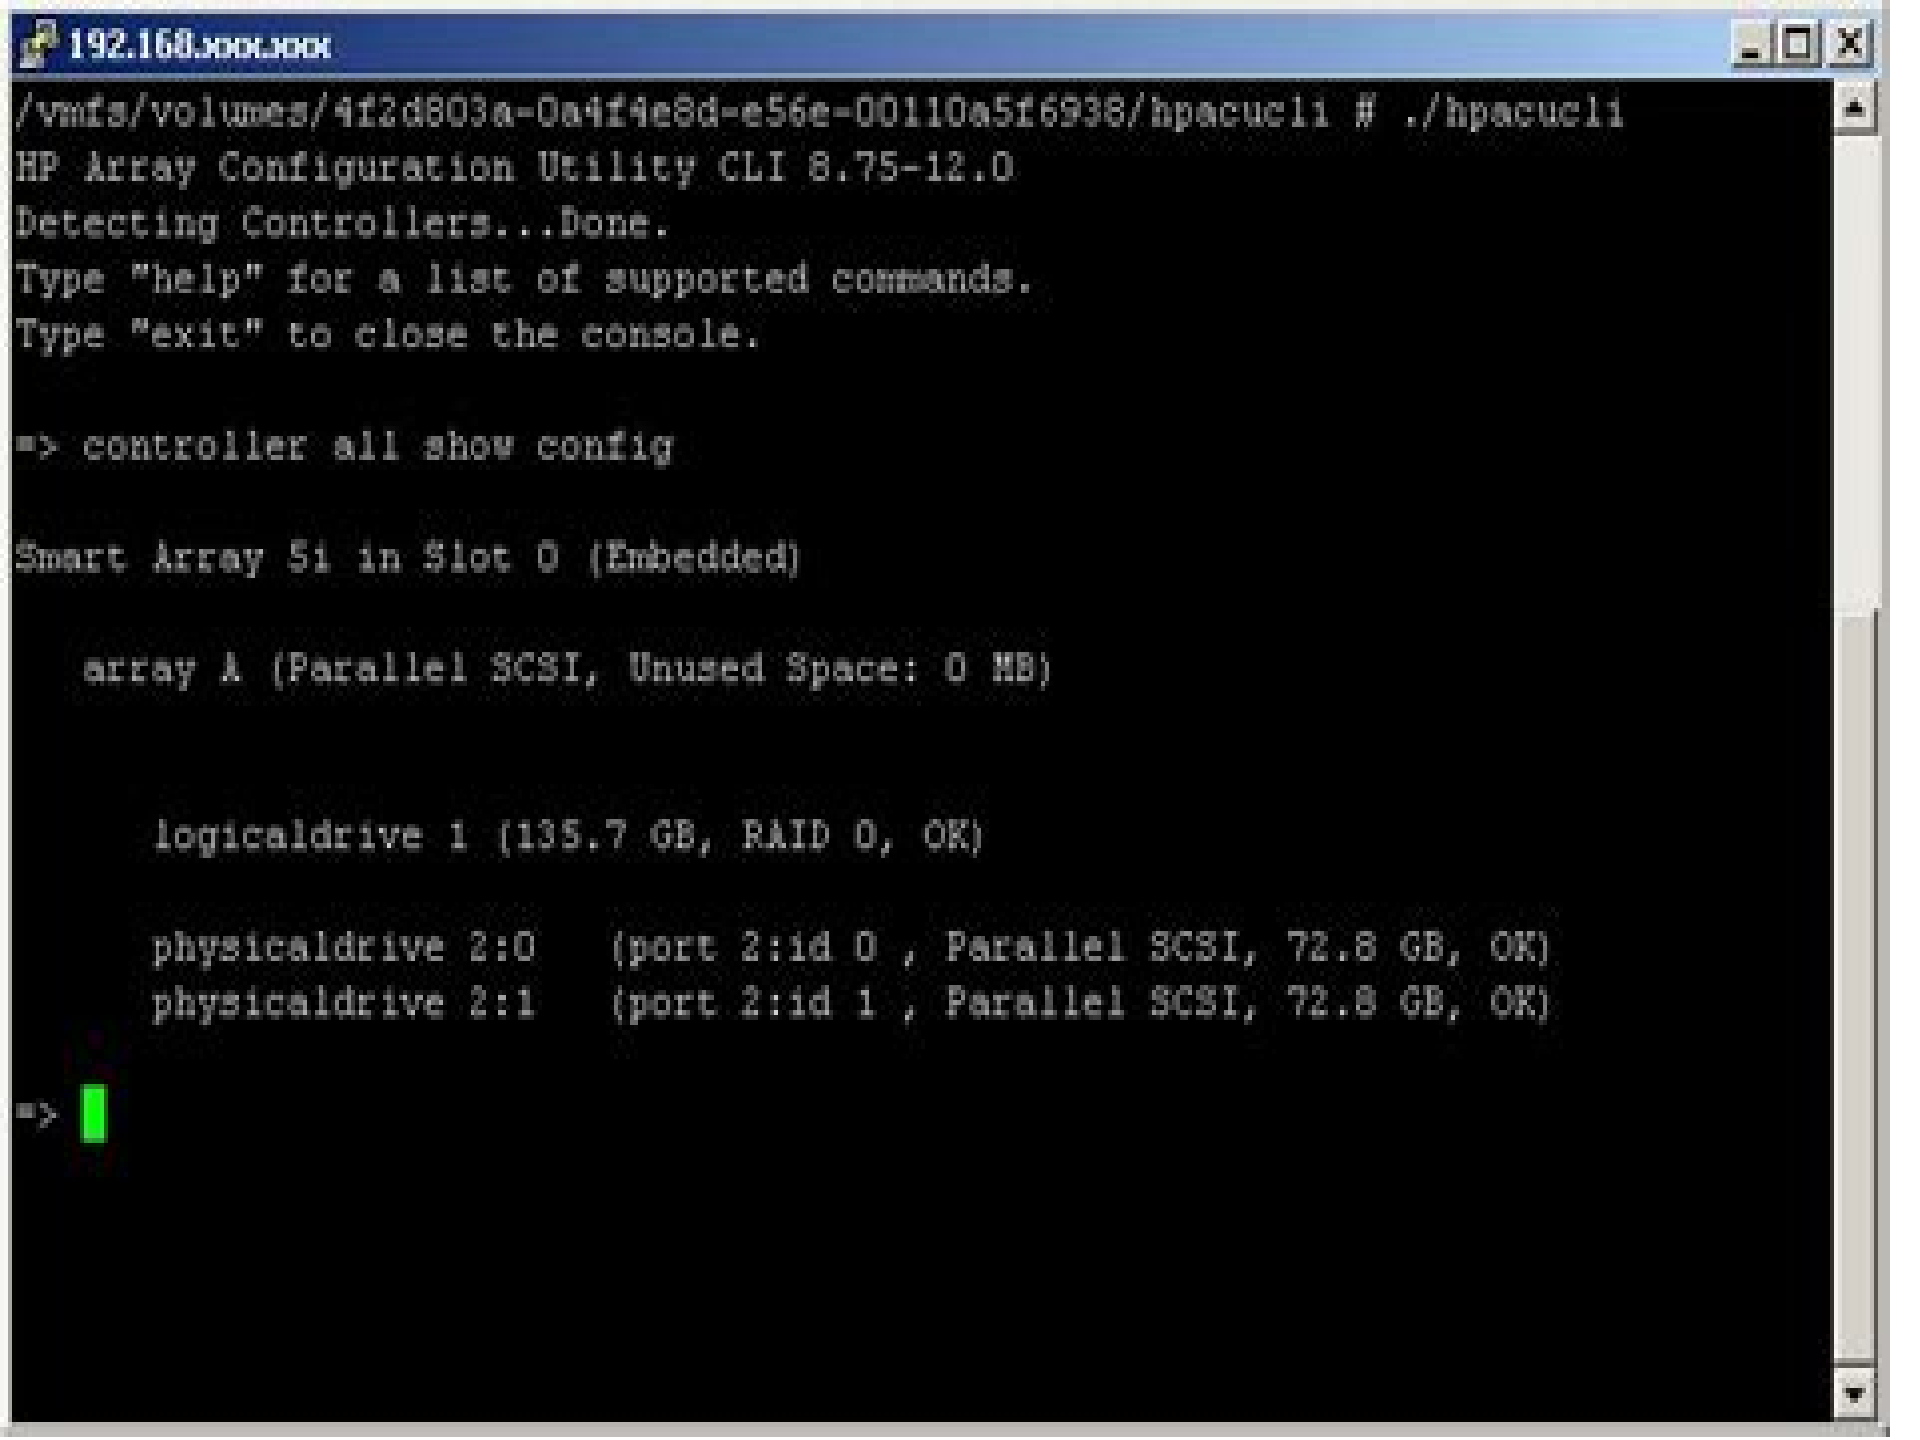 192.168.xxx.xxx
/vmfs/volumes/4f2d803a-0a4f4e8d-e56e-00110a5f6938/hpacucli # ./hpacucli
HP Array Configuration Utility CLI 8.75-12.0
Detecting Controllers...Done.
Type "help" for a list of supported commands.
Type "exit" to close the console.
=> controller all show config
Smart Array 5i in Slot 0 (Embedded)
array A (Parallel SCSI, Unused Space: 0 MB)
logicaldrive 1 (135.7 GB, RAID 0, OK)
physicaldrive 2:0 (port 2:id 0 , Parallel SCSI, 72.8 GB, OK)
physicaldrive 2:1 (port 2:id 1 , Parallel SCSI, 72.8 GB, OK)
=>